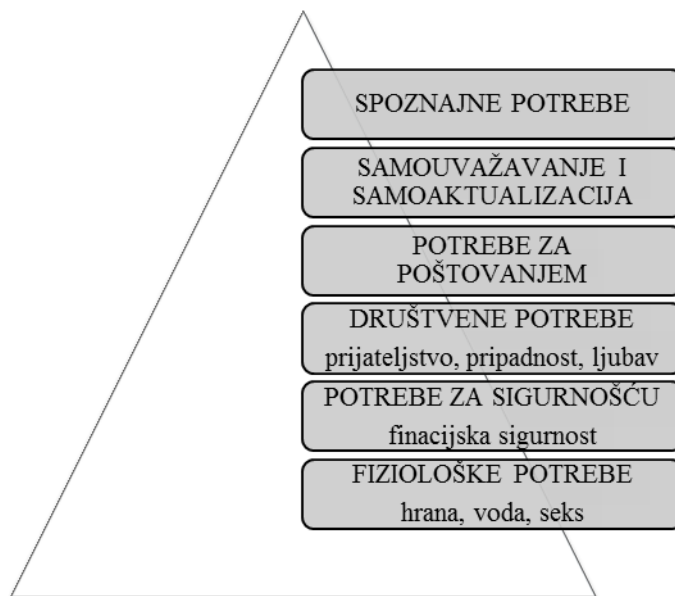 SPOZNAJNE POTREBE
SAMOUVAŽAVANJE I
SAMOAKTUALIZACIJA
POTREBE ZA
POŠTOVANJEM
DRUŠTVENE POTREBE
prijateljstvo, pripadnost, ljubav
POTREBE ZA SIGURNOŠĆU
finacijska sigurnost
FIZIOLOŠKE POTREBE
hrana, voda, seks